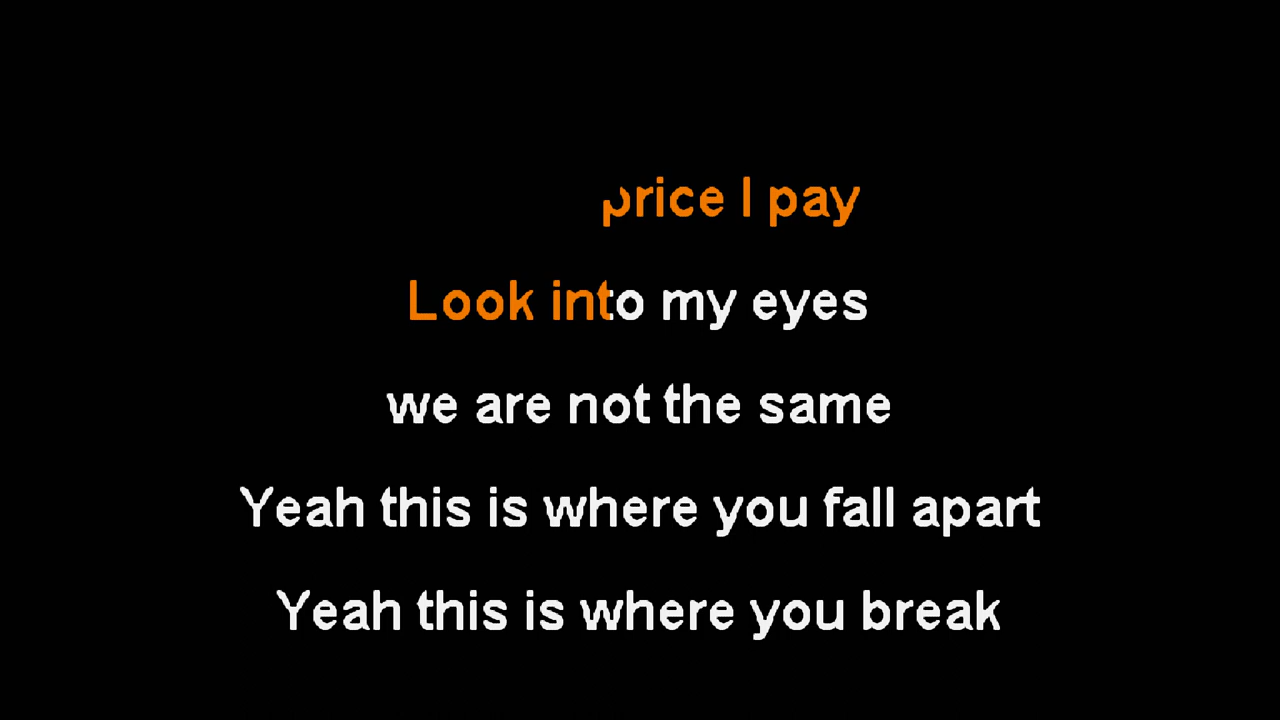 price I pay
Look into my eyes
we are not the same
Yeah this is where you fall apart
Yeah this is where you break